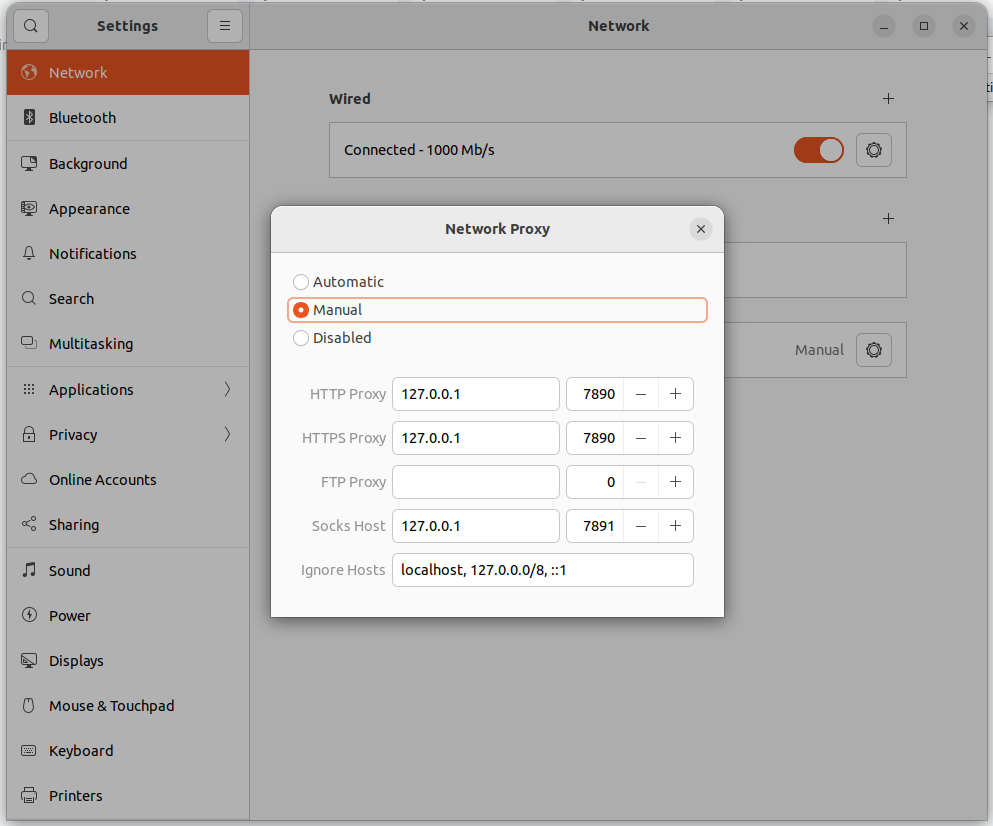 Settings
Network
Network
Bluetooth
Background
Appearance
Notifications
Search
Multitasking
Applications
Privacy
Online Accounts
Sharing
Sound
Power
Displays
Mouse & Touchpad
Keyboard
Printers
Wired
Connected - 1000 Mb/s
Manual
Network Proxy
Automatic
Manual
Disabled
HTTP Proxy 127.0.0.1 7890
HTTPS Proxy 127.0.0.1 7890
FTP Proxy 0
Socks Host 127.0.0.1 7891
Ignore Hosts localhost, 127.0.0.0/8, ::1